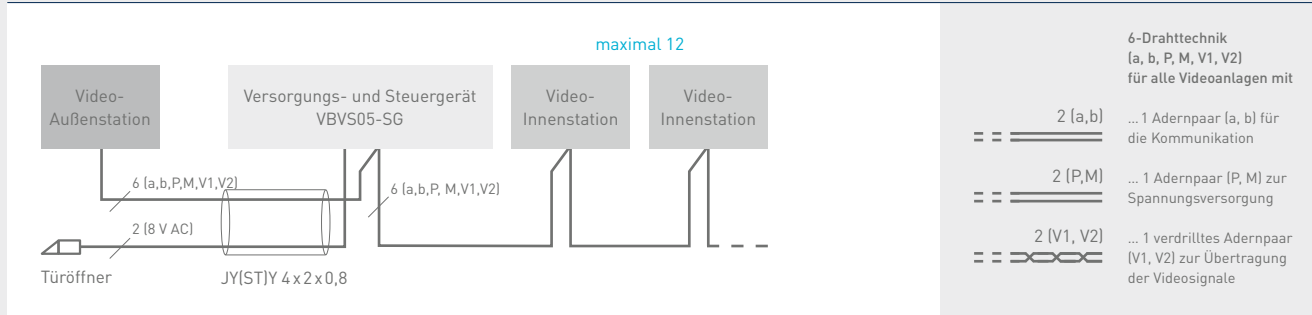 maximal 12
Video-
Außenstation
Versorgungs- und Steuergerät
VBVS05-SG
Video-
Innenstation
Video-
Innenstation
6 (a,b,P,M,V1,V2)
6 (a,b,P, M,V1,V2)
2 (8 V AC)
Türöffner
JY(ST)Y 4 x 2 x 0,8
6-Drahttechnik
(a, b, P, M, V1, V2)
für alle Videoanlagen mit
2 (a,b)
... 1 Adernpaar (a, b) für
die Kommunikation
2 (P,M)
... 1 Adernpaar (P, M) zur
Spannungsversorgung
2 (V1, V2)
... 1 verdrilltes Adernpaar
(V1, V2) zur Übertragung
der Videosignale